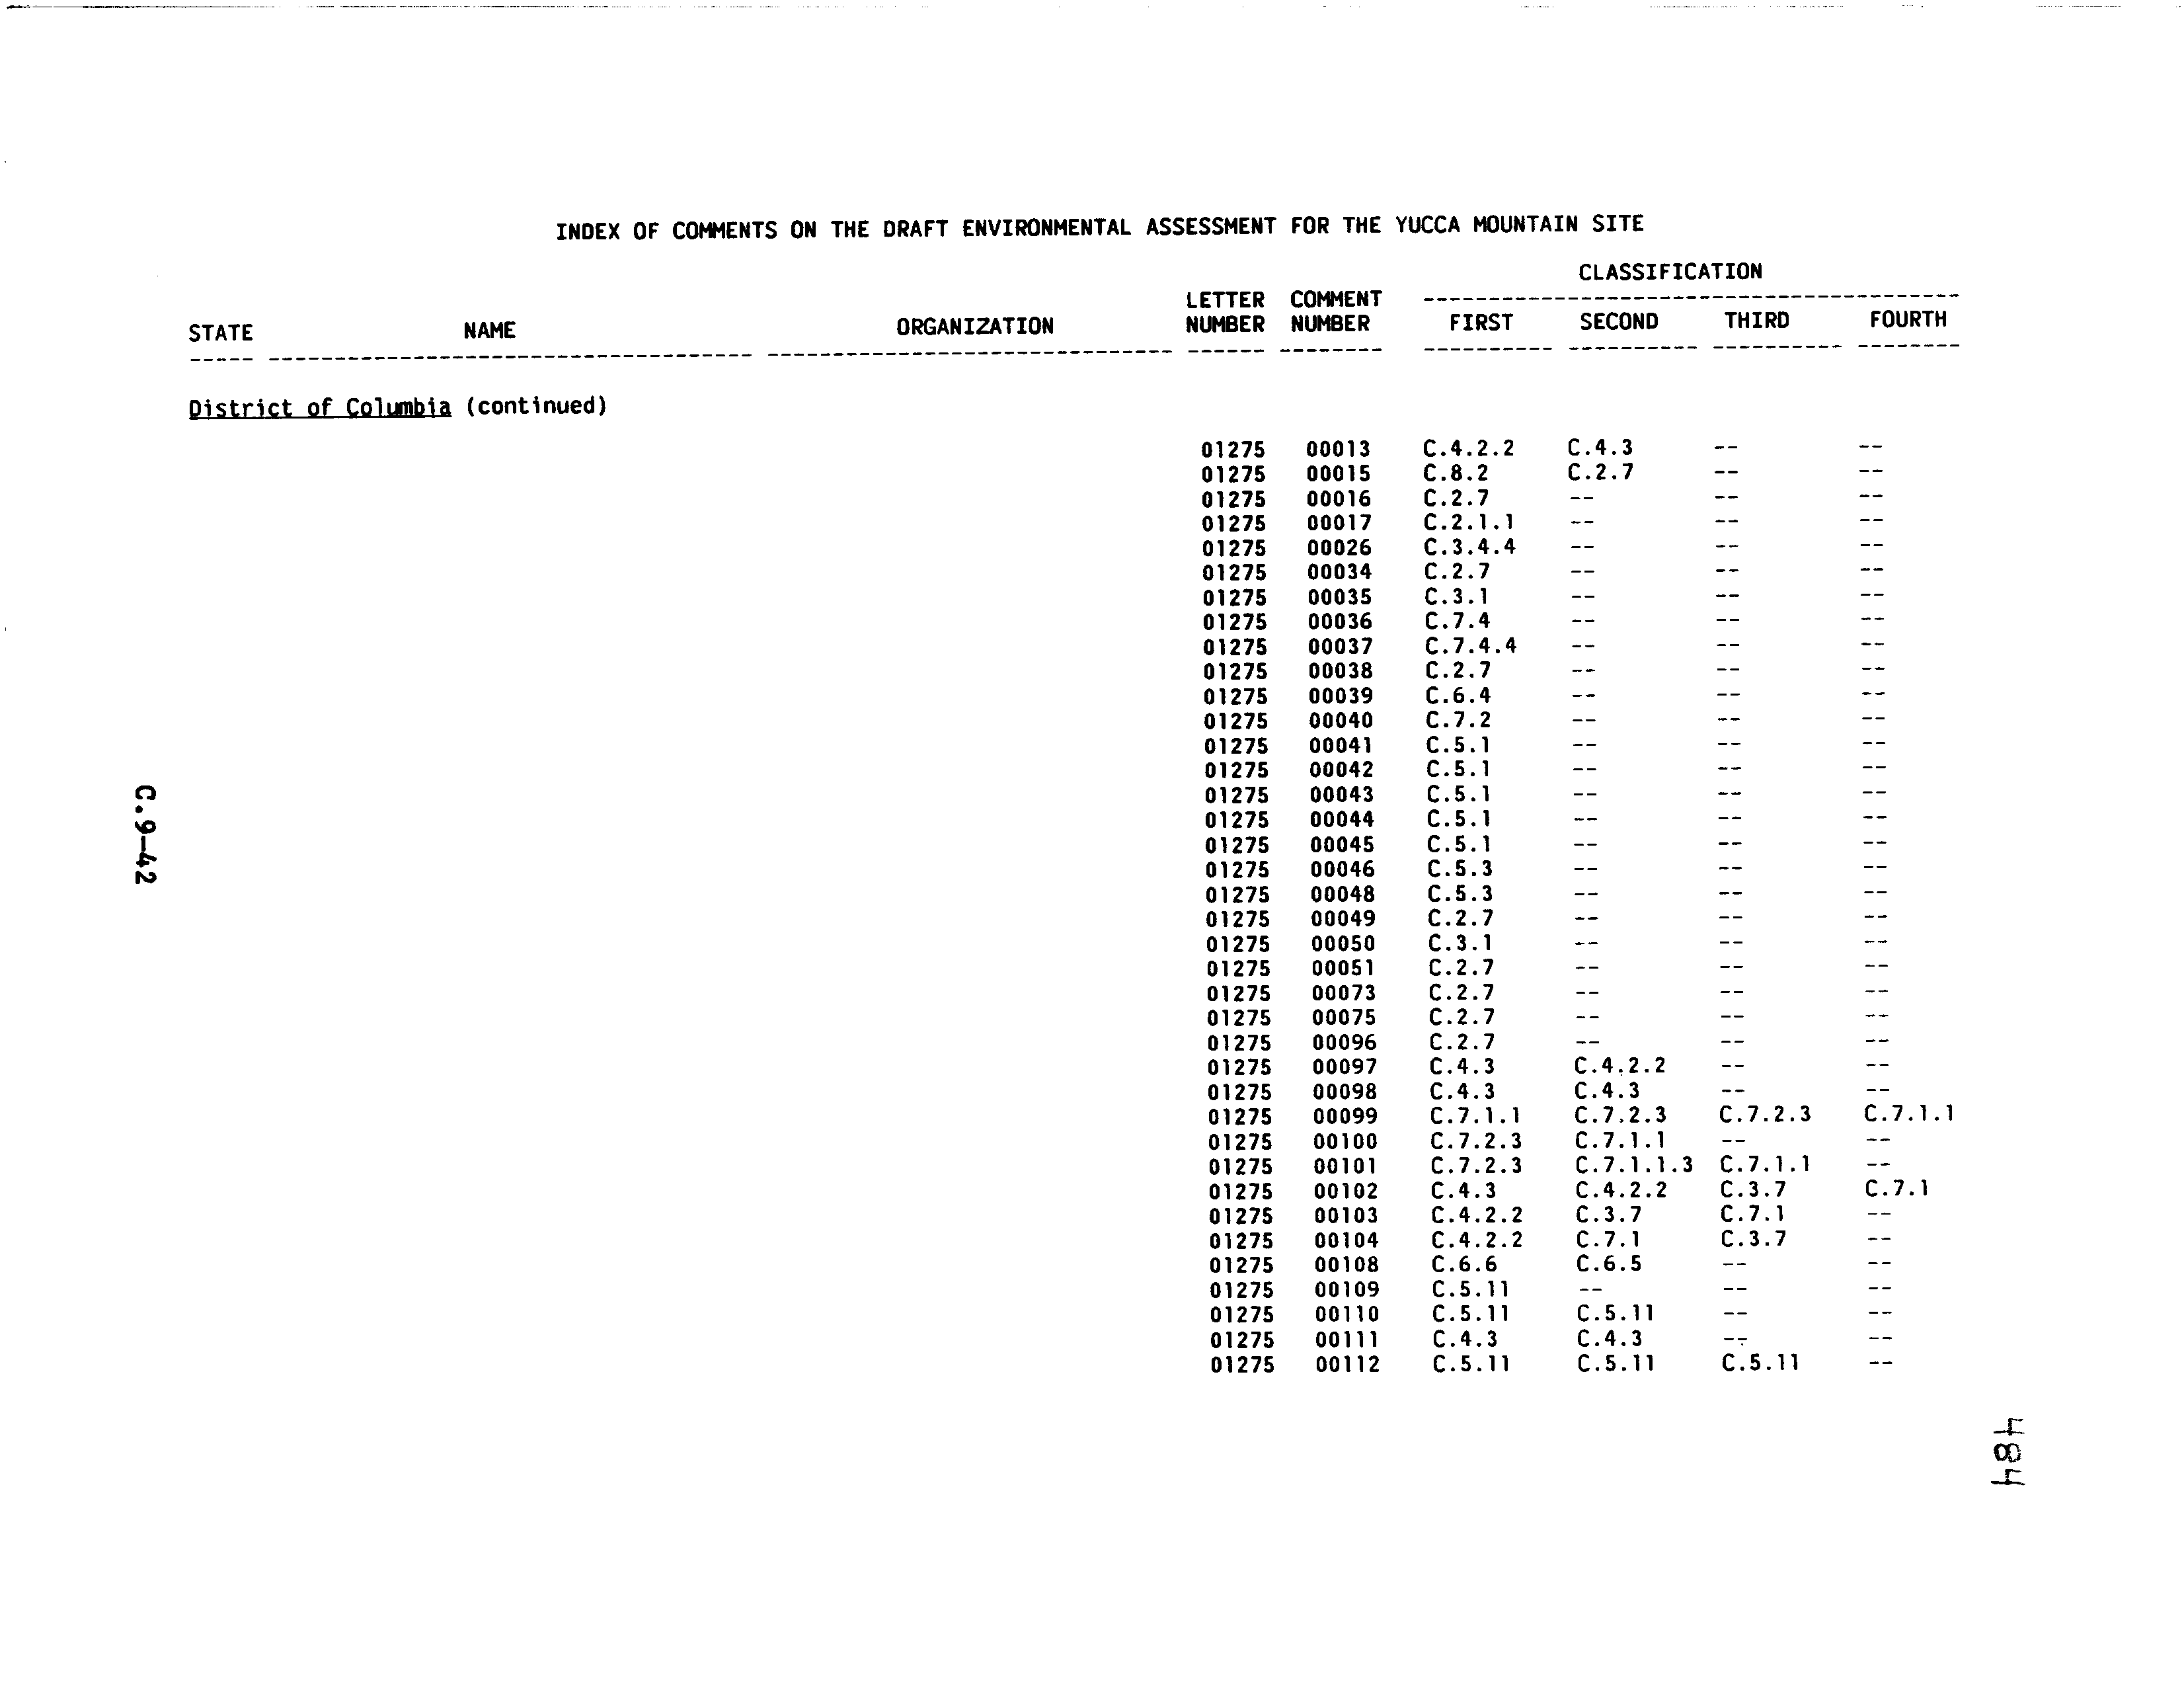 INDEX OF COMMENTS ON THE DRAFT ENVIRONMENTAL ASSESSMENT FOR THE YUCCA MOUNTAIN SITE
CLASSIFICATION
LETTER COMMENT ----------------------------------------
STATE NAME ORGANIZATION NUMBER NUMBER FIRST SECOND THIRD FOURTH
----- ------------------------------------- ------------------------------- ------ -------- ---------- ---------- ---------- --------
District of Columbia (continued)
01275 00013 C.4.2.2 C.4.3 -- --
01275 00015 C.8.2 C.2.7 -- --
01275 00016 C.2.7 -- -- --
01275 00017 C.2.1.1 -- -- --
01275 00026 C.3.4.4 -- -- --
01275 00034 C.2.7 -- -- --
01275 00035 C.3.1 -- -- --
01275 00036 C.7.4 -- -- --
01275 00037 C.7.4.4 -- -- --
01275 00038 C.2.7 -- -- --
01275 00039 C.6.4 -- -- --
01275 00040 C.7.2 -- -- --
01275 00041 C.5.1 -- -- --
01275 00042 C.5.1 -- -- --
01275 00043 C.5.1 -- -- --
01275 00044 C.5.1 -- -- --
01275 00045 C.5.1 -- -- --
01275 00046 C.5.3 -- -- --
01275 00048 C.5.3 -- -- --
01275 00049 C.2.7 -- -- --
01275 00050 C.3.1 -- -- --
01275 00051 C.2.7 -- -- --
01275 00073 C.2.7 -- -- --
01275 00075 C.2.7 -- -- --
01275 00096 C.2.7 -- -- --
01275 00097 C.4.3 C.4.2.2 -- --
01275 00098 C.4.3 C.4.3 -- --
01275 00099 C.7.1.1 C.7.2.3 C.7.2.3 C.7.1.1
01275 00100 C.7.2.3 C.7.1.1 -- --
01275 00101 C.7.2.3 C.7.1.1.3 C.7.1.1 --
01275 00102 C.4.3 C.4.2.2 C.3.7 C.7.1
01275 00103 C.4.2.2 C.3.7 C.7.1 --
01275 00104 C.4.2.2 C.7.1 C.3.7 --
01275 00108 C.6.6 C.6.5 -- --
01275 00109 C.5.11 -- -- --
01275 00110 C.5.11 C.5.11 -- --
01275 00111 C.4.3 C.4.3 -- --
01275 00112 C.5.11 C.5.11 C.5.11 --
C.9-42
484